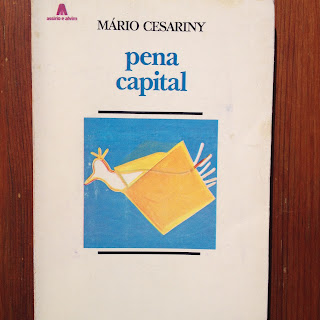 assírio e alvim
MÁRIO CESARINY
pena
capital